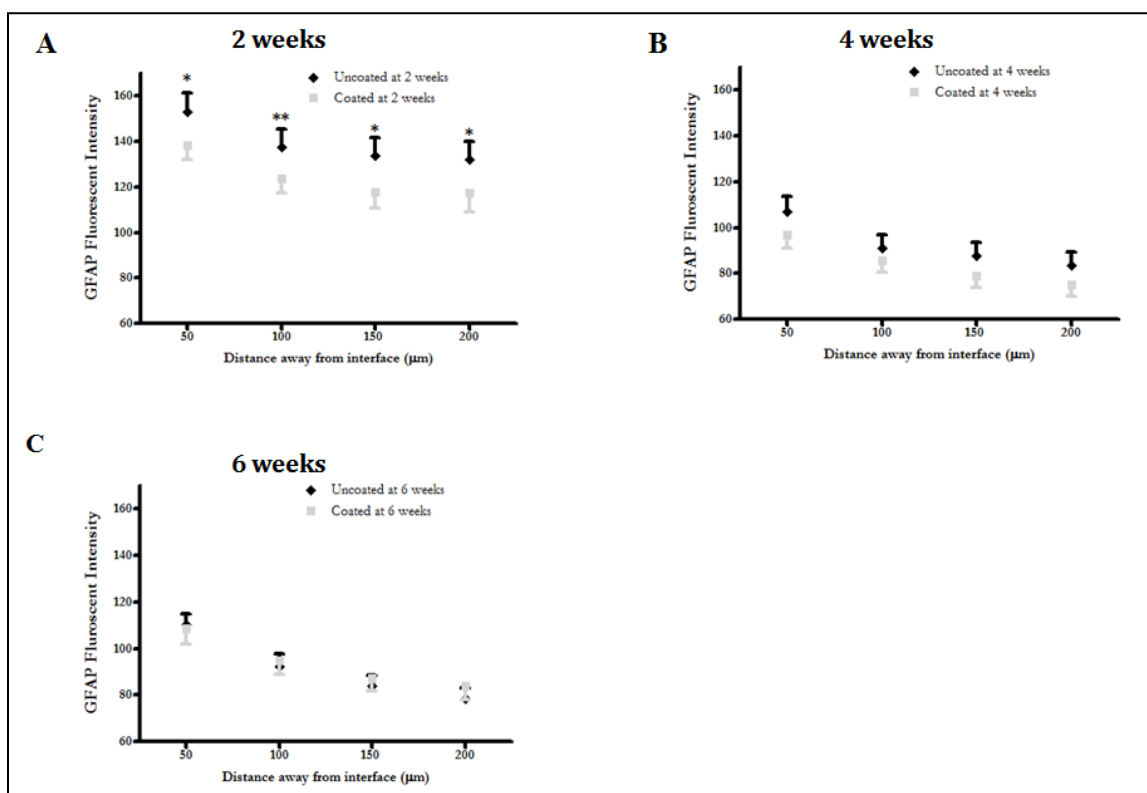 A
2 weeks
Uncoated at 2 weeks
Coated at 2 weeks
GFAP Fluorescent Intensity
160
140
120
100
80
60
*
**
*
*
50 100 150 200
Distance away from interface (μm)
B
4 weeks
Uncoated at 4 weeks
Coated at 4 weeks
GFAP Fluroscent Intensity
160
140
120
100
80
60
50 100 150 200
Distance away from interface (μm)
C
6 weeks
Uncoated at 6 weeks
Coated at 6 weeks
GFAP Fluroscent Intensity
160
140
120
100
80
60
50 100 150 200
Distance away from interface (μm)